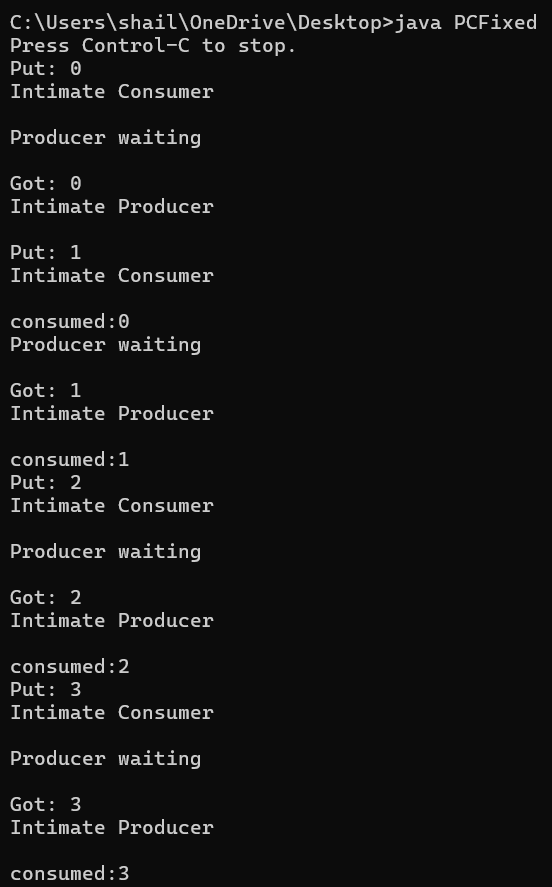 C:\Users\shail\OneDrive\Desktop>java PCFixed
Press Control-C to stop.
Put: 0
Intimate Consumer
Producer waiting
Got: 0
Intimate Producer
Put: 1
Intimate Consumer
consumed:0
Producer waiting
Got: 1
Intimate Producer
consumed:1
Put: 2
Intimate Consumer
Producer waiting
Got: 2
Intimate Producer
consumed:2
Put: 3
Intimate Consumer
Producer waiting
Got: 3
Intimate Producer
consumed:3